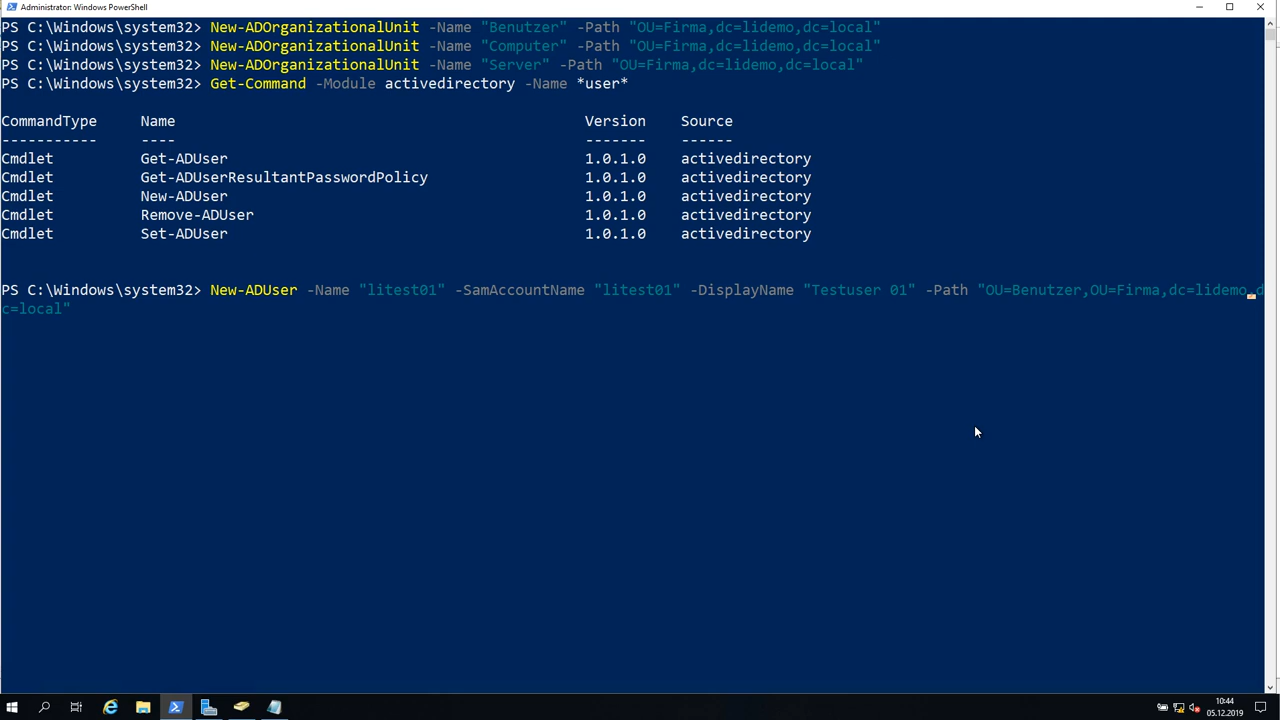 Administrator: Windows PowerShell
PS C:\Windows\system32> New-ADOrganizationalUnit -Name "Benutzer" -Path "OU=Firma,dc=lidemo,dc=local"
PS C:\Windows\system32> New-ADOrganizationalUnit -Name "Computer" -Path "OU=Firma,dc=lidemo,dc=local"
PS C:\Windows\system32> New-ADOrganizationalUnit -Name "Server" -Path "OU=Firma,dc=lidemo,dc=local"
PS C:\Windows\system32> Get-Command -Module activedirectory -Name *user*
CommandType Name Version Source
----------- ---- ------- ------
Cmdlet Get-ADUser 1.0.1.0 activedirectory
Cmdlet Get-ADUserResultantPasswordPolicy 1.0.1.0 activedirectory
Cmdlet New-ADUser 1.0.1.0 activedirectory
Cmdlet Remove-ADUser 1.0.1.0 activedirectory
Cmdlet Set-ADUser 1.0.1.0 activedirectory
PS C:\Windows\system32> New-ADUser -Name "litest01" -SamAccountName "litest01" -DisplayName "Testuser 01" -Path "OU=Benutzer,OU=Firma,dc=lidemo,d
c=local"
10:44
05.12.2019